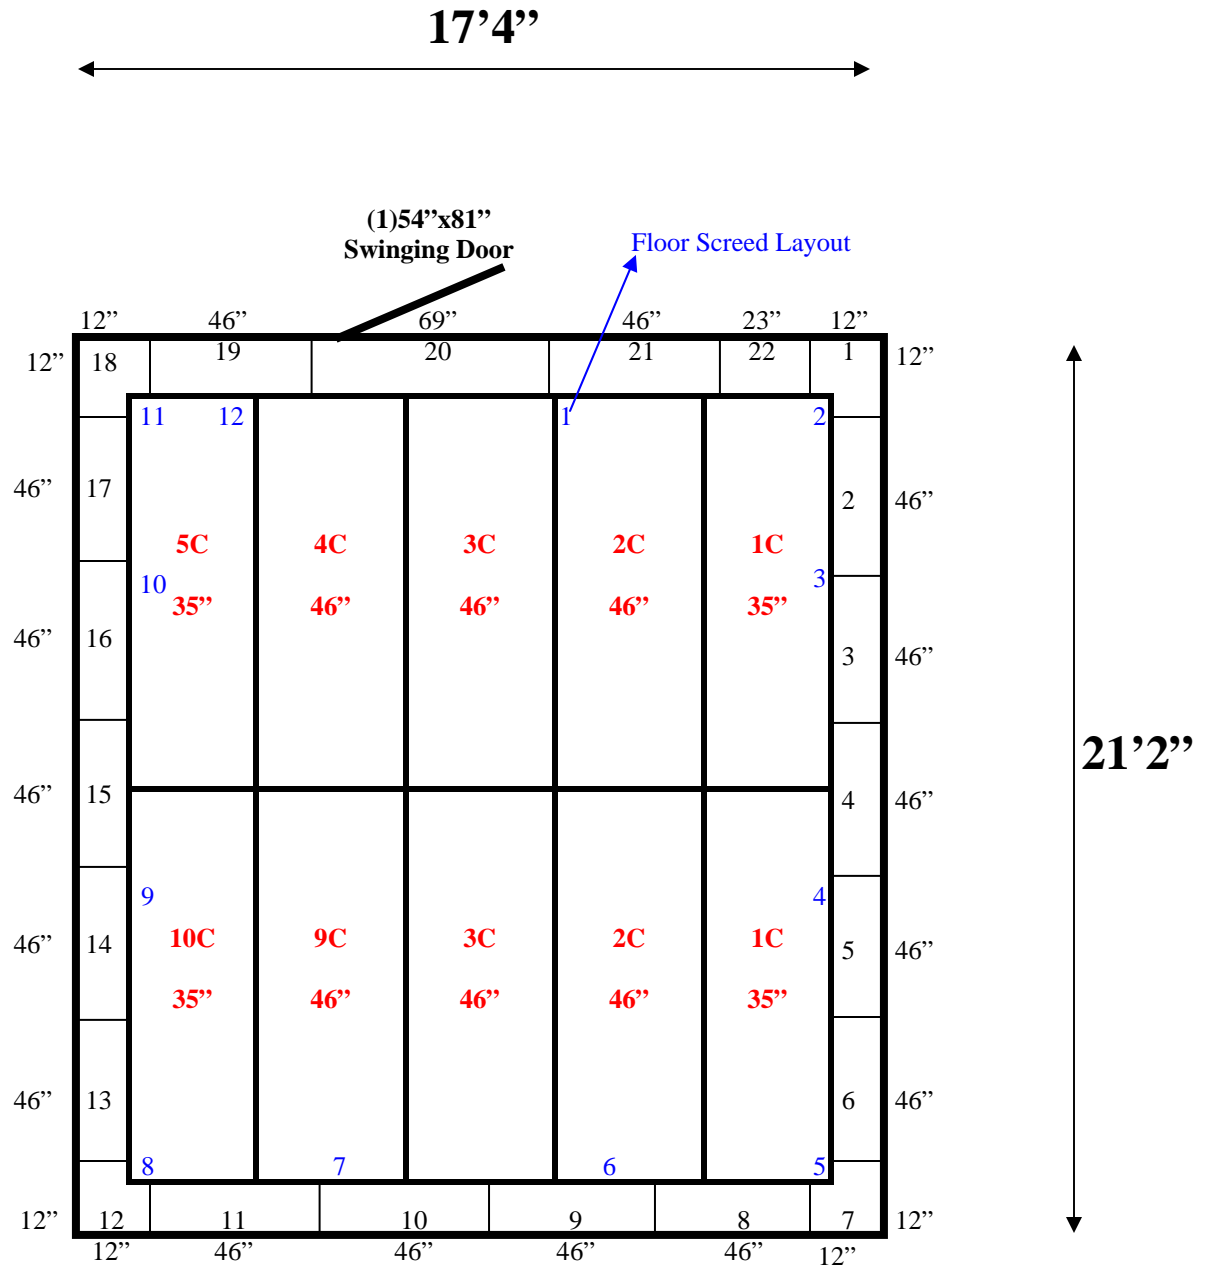 17’4”
(1)54”x81”
Swinging Door
Floor Screed Layout
12” 46” 69” 46” 23” 12”
12” 18 19 20 21 22 1 12”
11 12 1 2
46” 17 2 46”
5C 4C 3C 2C 1C
10 3
35” 46” 46” 46” 35”
46” 16 3 46”
21’2”
46” 15 4 46”
9 4
10C 9C 3C 2C 1C
46” 14 5 46”
35” 46” 46” 46” 35”
46” 13 6 46”
8 7 6 5
12” 12 11 10 9 8 7 12”
12” 46” 46” 46” 46” 12”